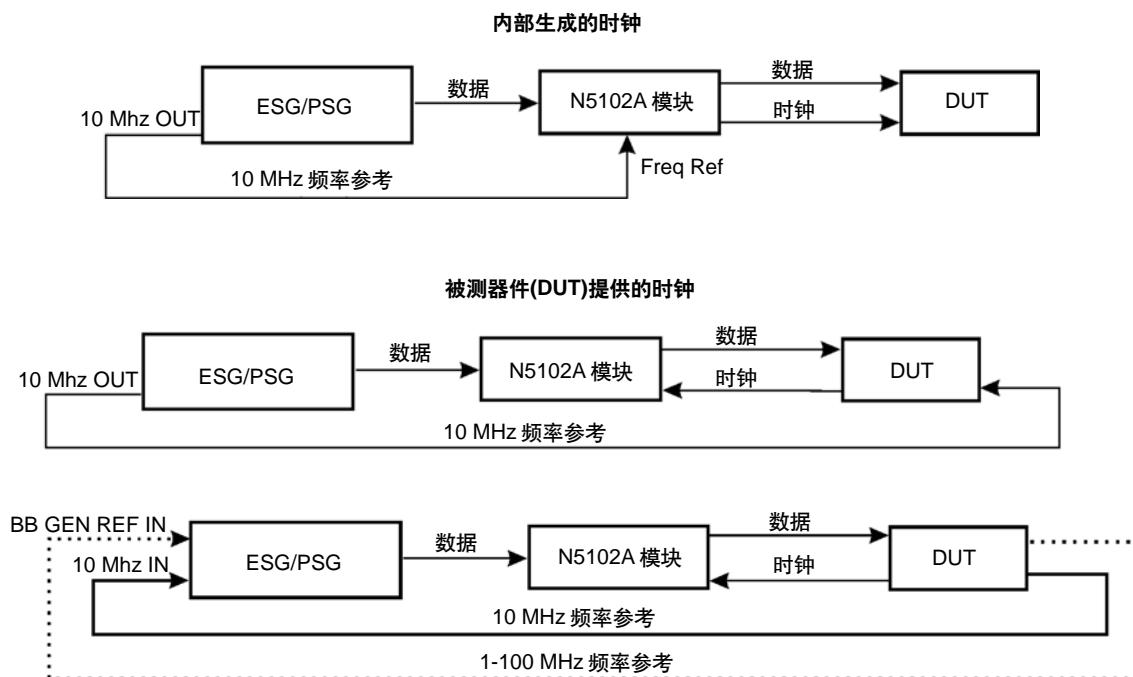 内部生成的时钟
10 Mhz OUT
ESG/PSG
数据
N5102A 模块
数据
时钟
DUT
Freq Ref
10 MHz 频率参考
被测器件(DUT)提供的时钟
10 Mhz OUT
ESG/PSG
数据
N5102A 模块
数据
时钟
DUT
10 MHz 频率参考
BB GEN REF IN
10 Mhz IN
ESG/PSG
数据
N5102A 模块
数据
时钟
DUT
10 MHz 频率参考
1-100 MHz 频率参考